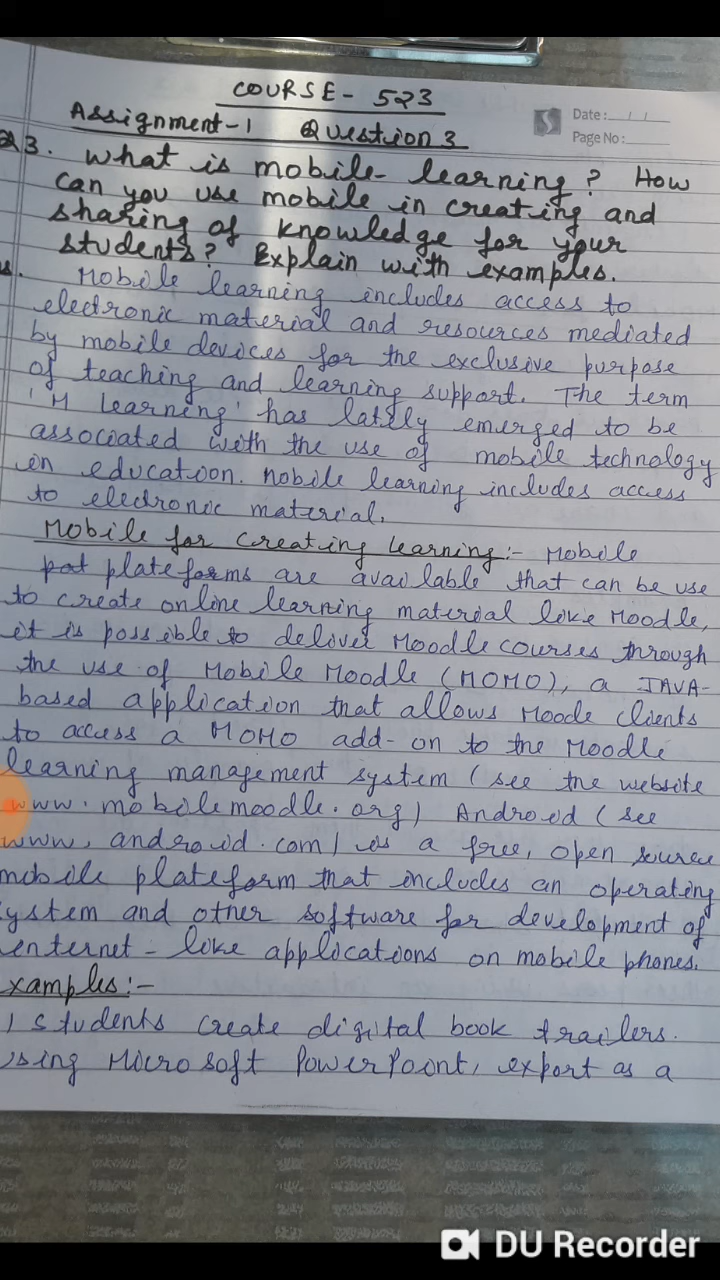 COURSE- 523
Assignment-1 Question 3
Date: / /
Page No:
Q3. What is mobile- learning? How
can you use mobile in creating and
sharing of knowledge for your
students? Explain with examples.
s. Mobile learning includes access to
electronic material and resources mediated
by mobile devices for the exclusive purpose
of teaching and learning support. The term
'M Learning' has lately emerged to be
associated with the use of mobile technology
in education. Mobile learning includes access
to electronic material.
Mobile for creating learning:- Mobile
plateforms are available that can be use
to create online learning material like Moodle,
it is possible to deliver Moodle courses through
the use of Mobile Moodle (MOMO), a JAVA-
based application that allows Moode clients
to access a MOMO add-on to the Moodle
learning management system (see the website
www.mobilemoodle.org) Android (see
www.android.com) is a free, open source
mobile plateform that includes an operating
ystem and other software for development of
internet-like applications on mobile phones.
xamples:-
) Students create digital book trailers.
Using Microsoft PowerPoint, export as a
DU Recorder